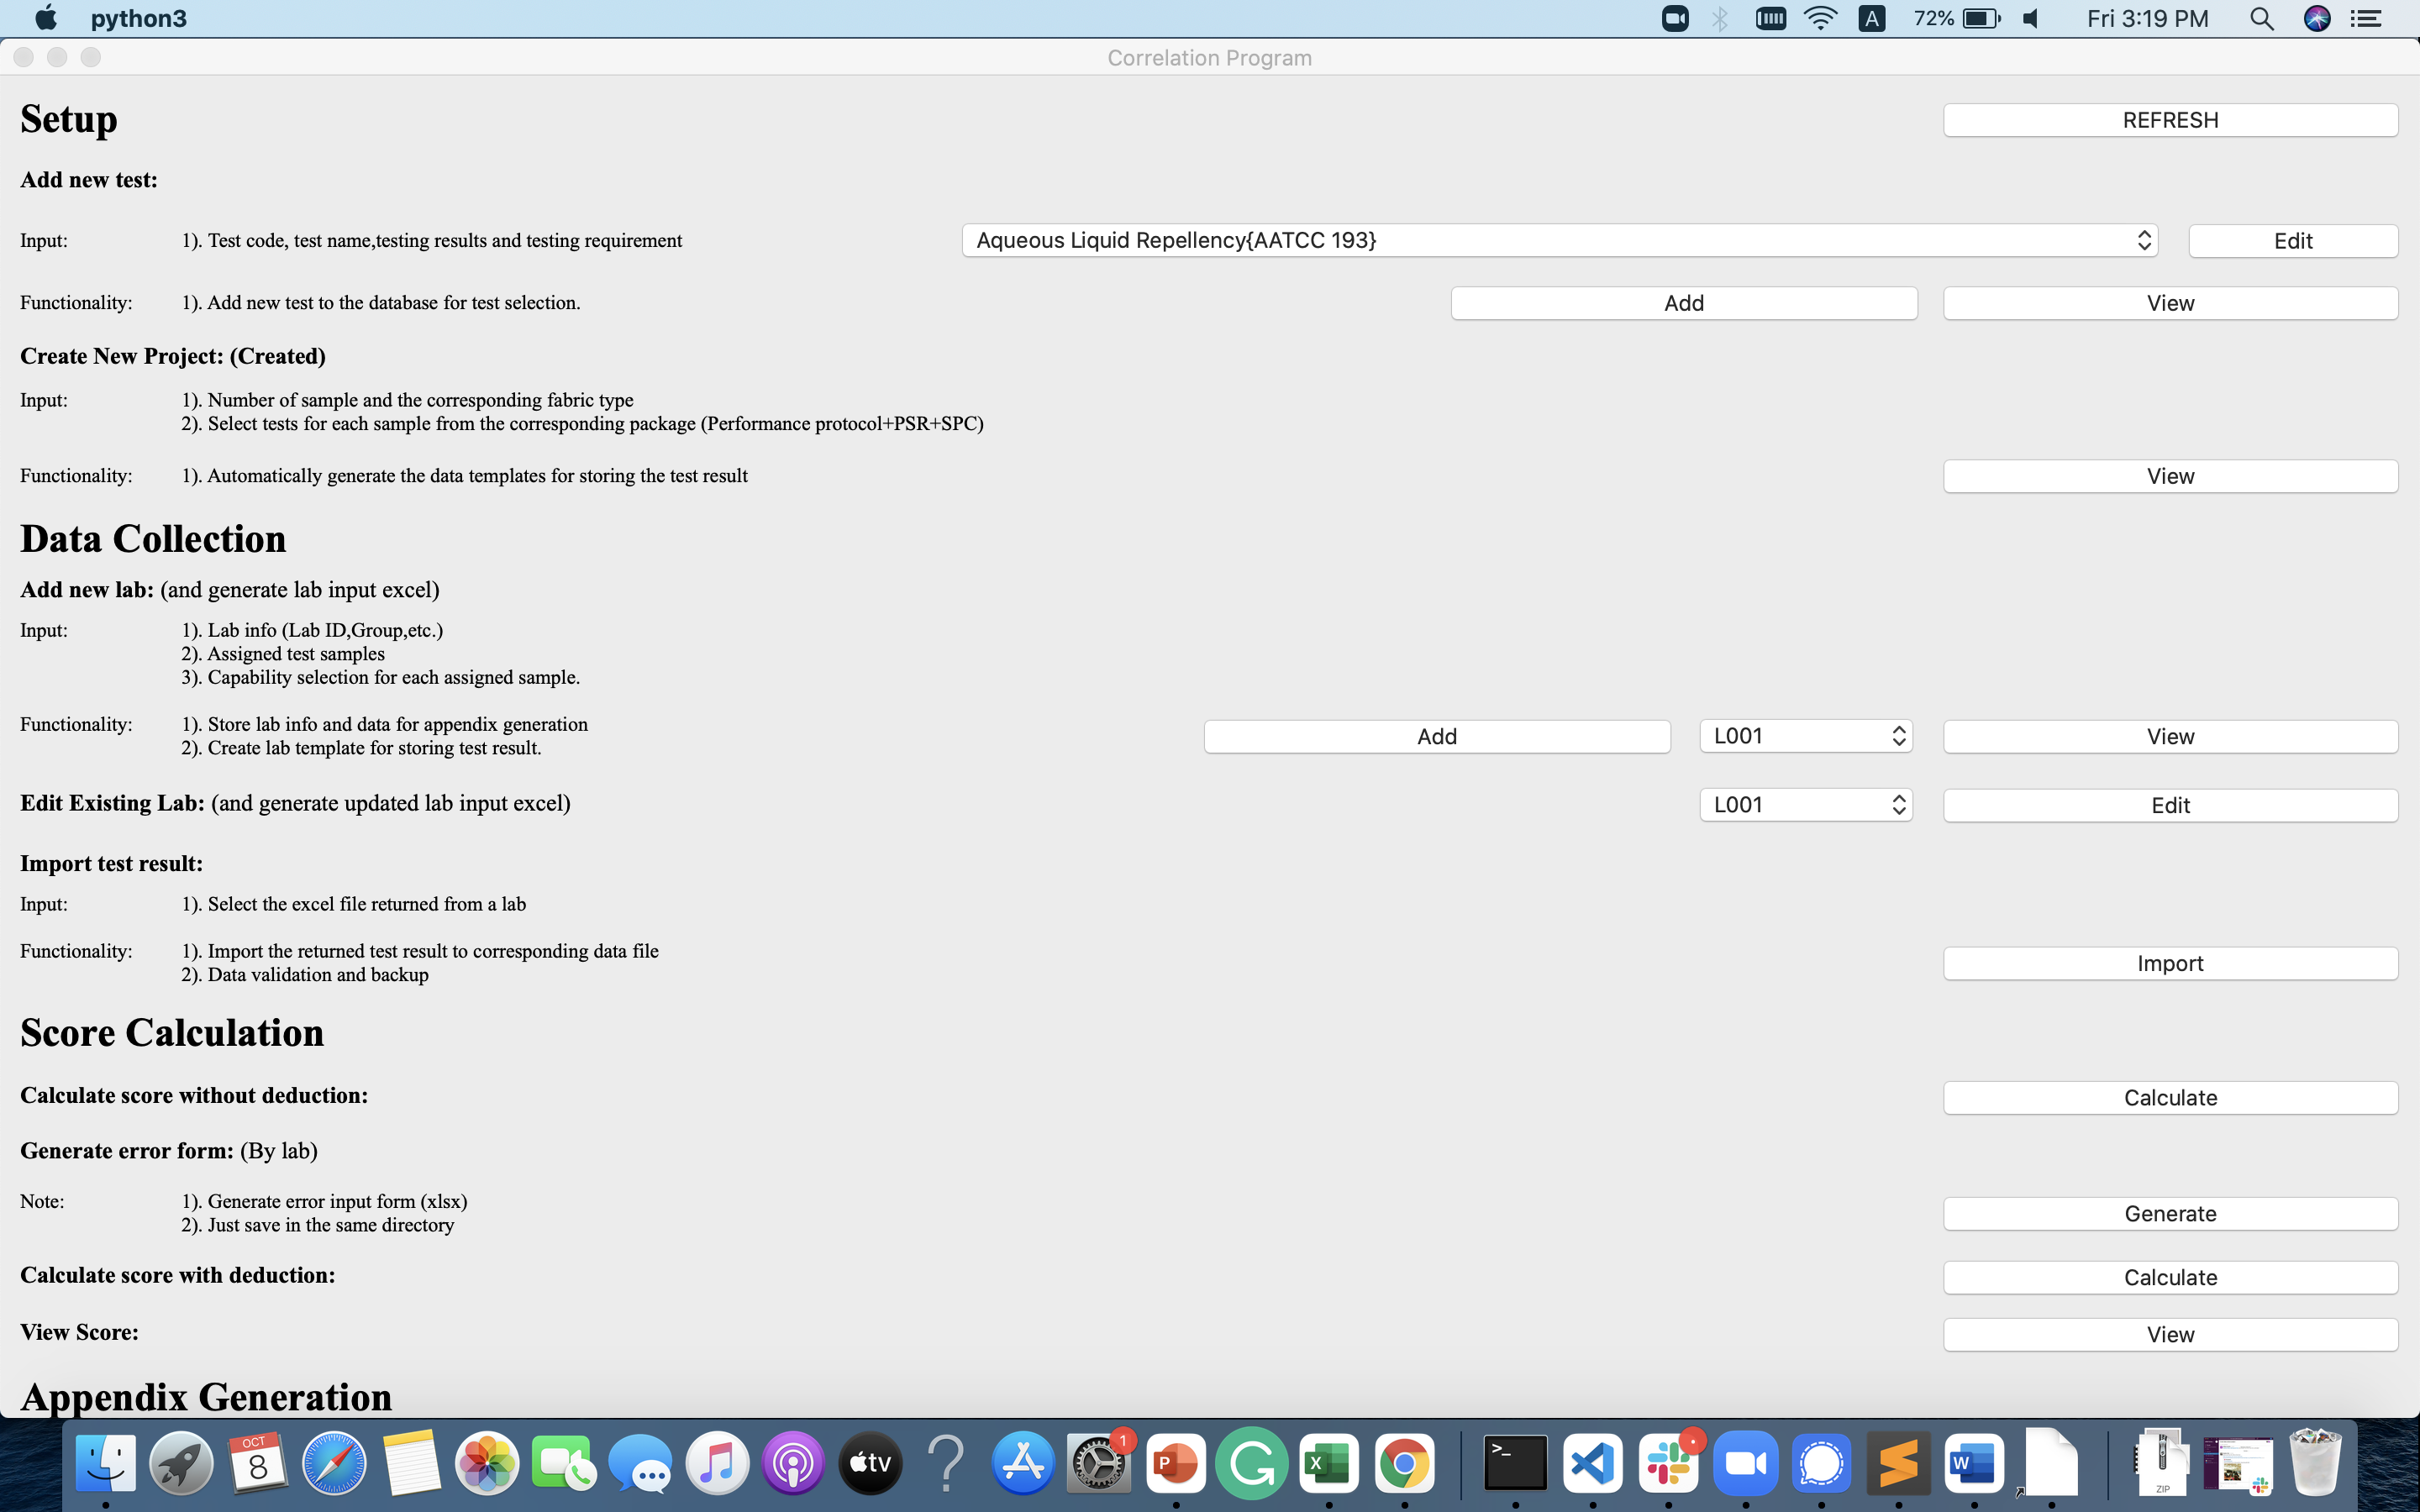 python3
A
72%
Fri 3:19 PM
Correlation Program
Setup
REFRESH
Add new test:
Input: 1). Test code, test name,testing results and testing requirement Aqueous Liquid Repellency{AATCC 193} Edit
Functionality: 1). Add new test to the database for test selection. Add View
Create New Project: (Created)
Input: 1). Number of sample and the corresponding fabric type
2). Select tests for each sample from the corresponding package (Performance protocol+PSR+SPC)
Functionality: 1). Automatically generate the data templates for storing the test result View
Data Collection
Add new lab: (and generate lab input excel)
Input: 1). Lab info (Lab ID,Group,etc.)
2). Assigned test samples
3). Capability selection for each assigned sample.
Functionality: 1). Store lab info and data for appendix generation
2). Create lab template for storing test result.
Add L001 View
Edit Existing Lab: (and generate updated lab input excel) L001 Edit
Import test result:
Input: 1). Select the excel file returned from a lab
Functionality: 1). Import the returned test result to corresponding data file
2). Data validation and backup
Import
Score Calculation
Calculate score without deduction: Calculate
Generate error form: (By lab)
Note: 1). Generate error input form (xlsx)
2). Just save in the same directory
Generate
Calculate score with deduction: Calculate
View Score: View
Appendix Generation
OCT
8
tv
1
P
X
W
ZIP